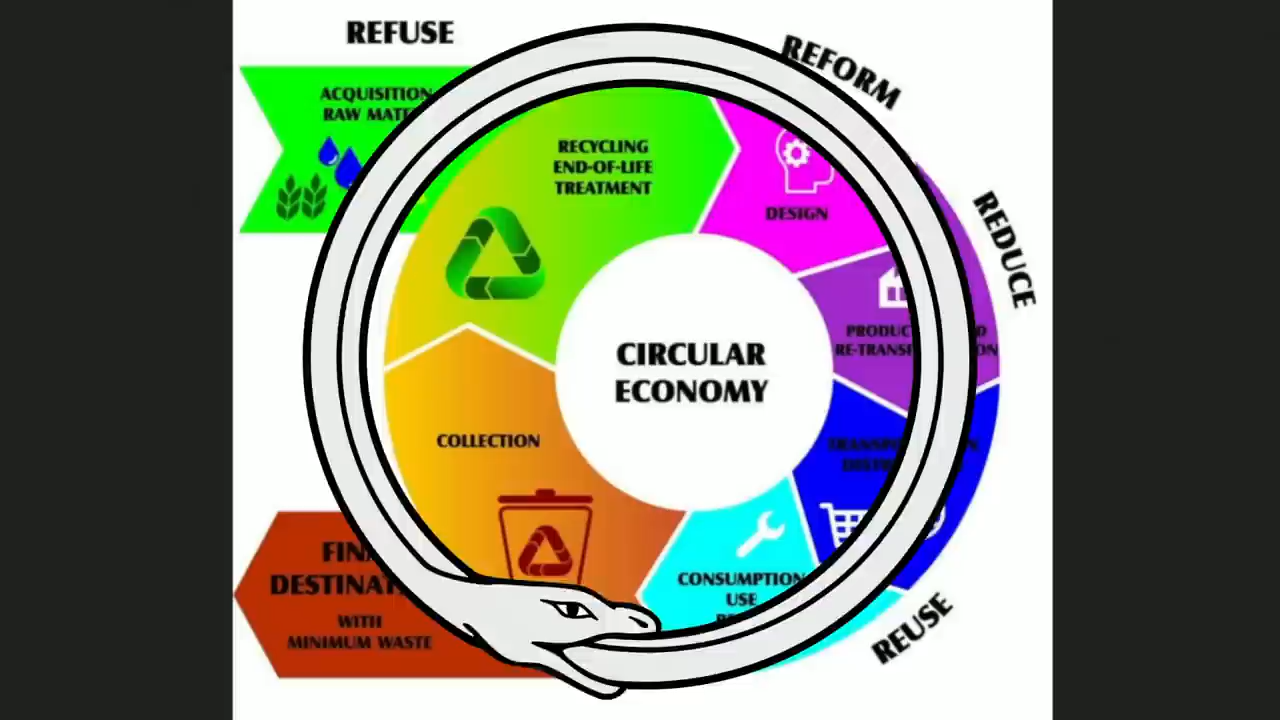 REFUSE
REFORM
REDUCE
REUSE
ACQUISITION
RAW
RECYCLING
END-OF-LIFE
TREATMENT
DESIGN
CIRCULAR
ECONOMY
COLLECTION
CONSUMPTION
USE
WITH
MINIMUM WASTE